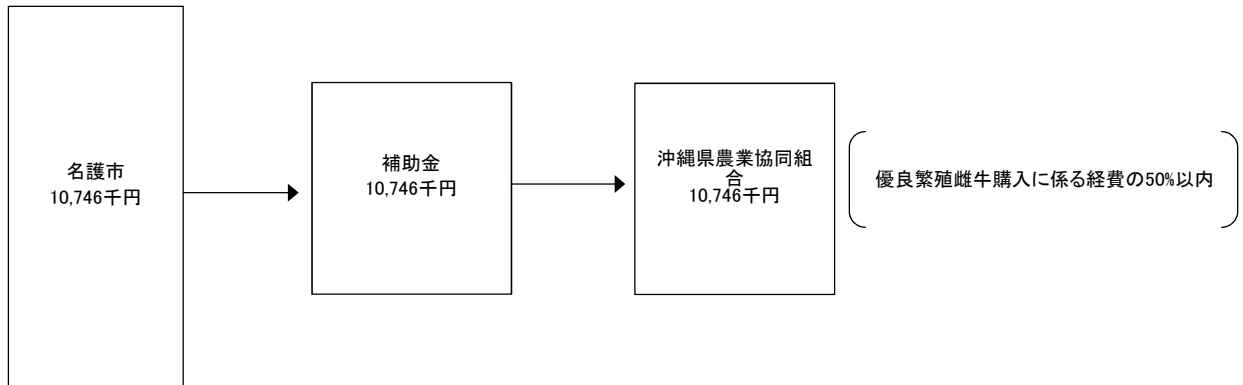 名護市
10,746千円
補助金
10,746千円
沖縄県農業協同組
合
10,746千円
優良繁殖雌牛購入に係る経費の50%以内